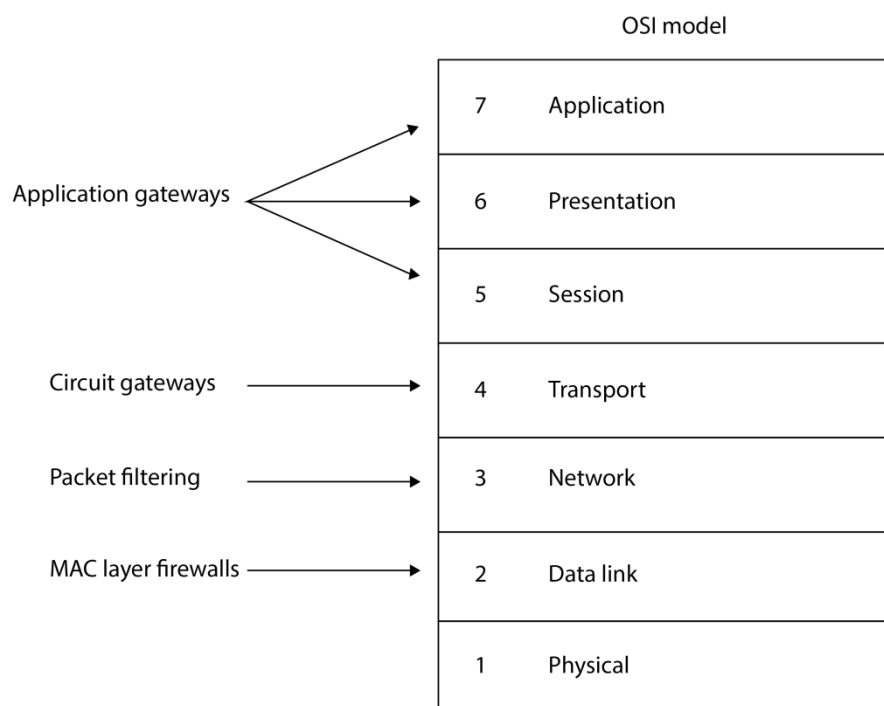 OSI model
7 Application
Application gateways
6 Presentation
5 Session
Circuit gateways
4 Transport
Packet filtering
3 Network
MAC layer firewalls
2 Data link
1 Physical